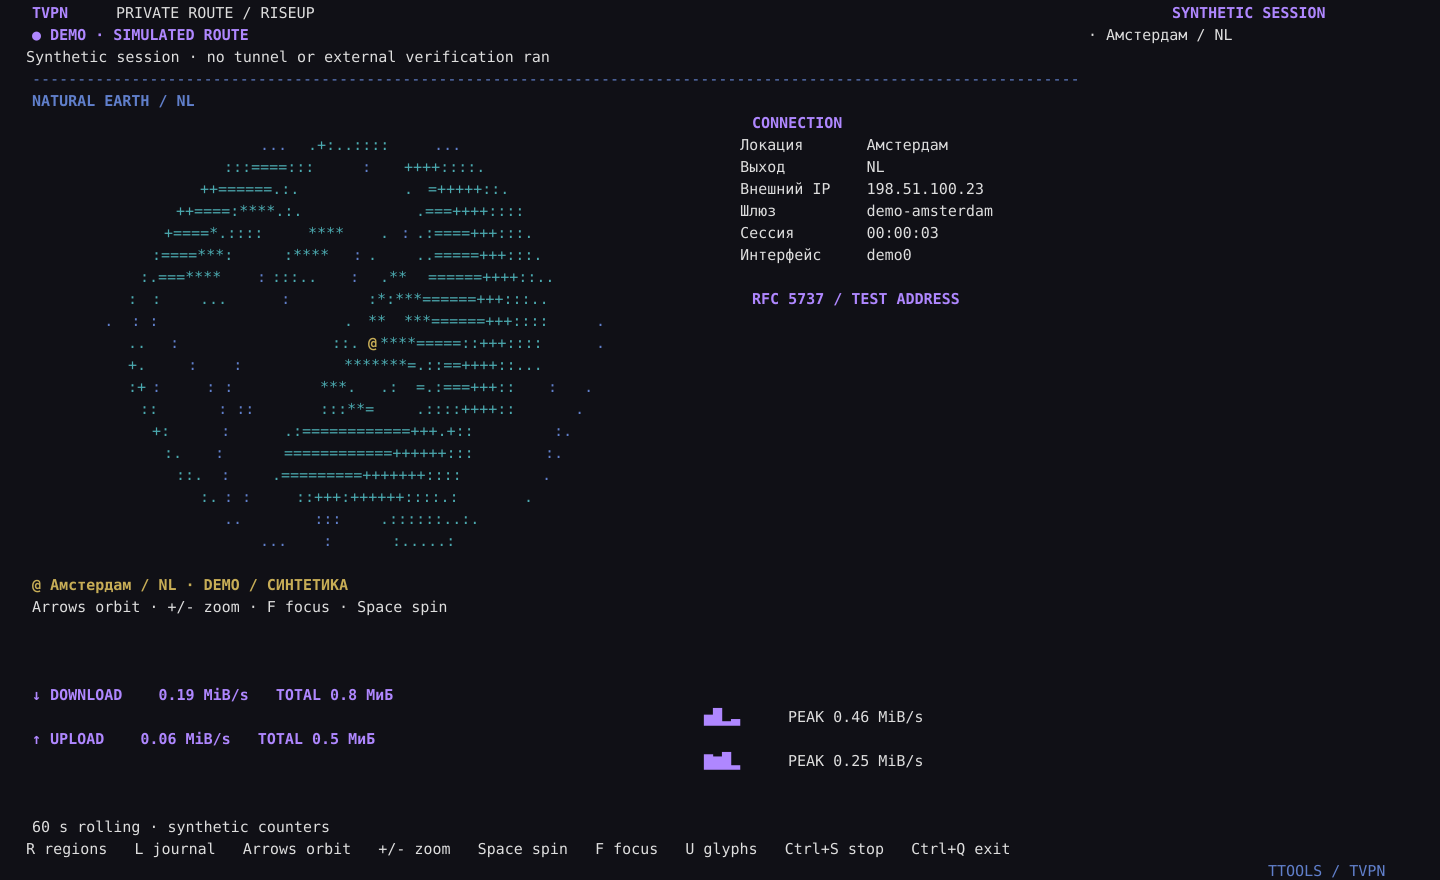 TVPN PRIVATE ROUTE / RISEUP SYNTHETIC SESSION
● DEMO · SIMULATED ROUTE · Амстердам / NL
Synthetic session · no tunnel or external verification ran
NATURAL EARTH / NL
CONNECTION
Локация Амстердам
Выход NL
Внешний IP 198.51.100.23
Шлюз demo-amsterdam
Сессия 00:00:03
Интерфейс demo0
RFC 5737 / TEST ADDRESS
@ Амстердам / NL · DEMO / СИНТЕТИКА
Arrows orbit · +/- zoom · F focus · Space spin
↓ DOWNLOAD 0.19 MiB/s TOTAL 0.8 МиБ
PEAK 0.46 MiB/s
↑ UPLOAD 0.06 MiB/s TOTAL 0.5 МиБ
PEAK 0.25 MiB/s
60 s rolling · synthetic counters
R regions L journal Arrows orbit +/- zoom Space spin F focus U glyphs Ctrl+S stop Ctrl+Q exit
TTOOLS / TVPN